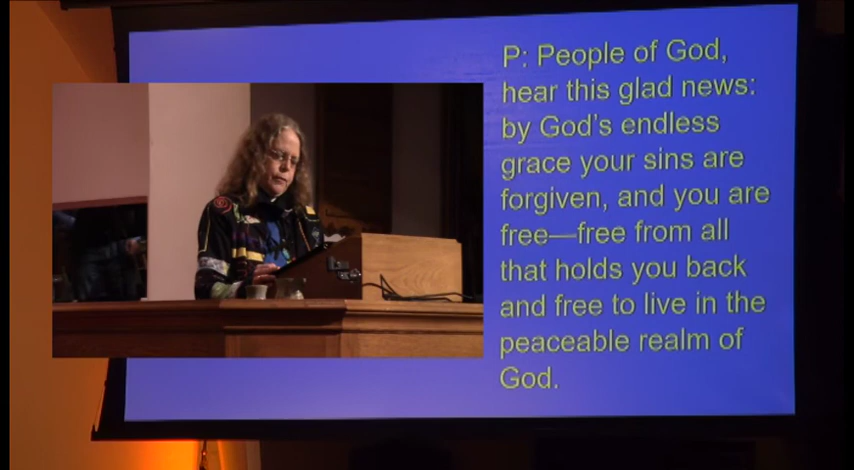 P: People of God,
hear this glad news:
by God's endless
grace your sins are
forgiven, and you are
free—free from all
that holds you back
and free to live in the
peaceable realm of
God.